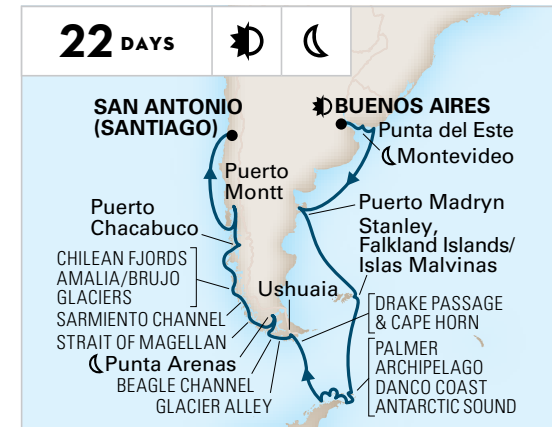 22 DAYS
SAN ANTONIO
(SANTIAGO)
BUENOS AIRES
Punta del Este
Montevideo
Puerto
Montt
Puerto Madryn
Puerto
Chacabuco
Stanley,
Falkland Islands/
Islas Malvinas
CHILEAN FJORDS
AMALIA/BRUJO
GLACIERS
Ushuaia
SARMIENTO CHANNEL
DRAKE PASSAGE
& CAPE HORN
STRAIT OF MAGELLAN
Punta Arenas
BEAGLE CHANNEL
GLACIER ALLEY
PALMER
ARCHIPELAGO
DANCO COAST
ANTARCTIC SOUND